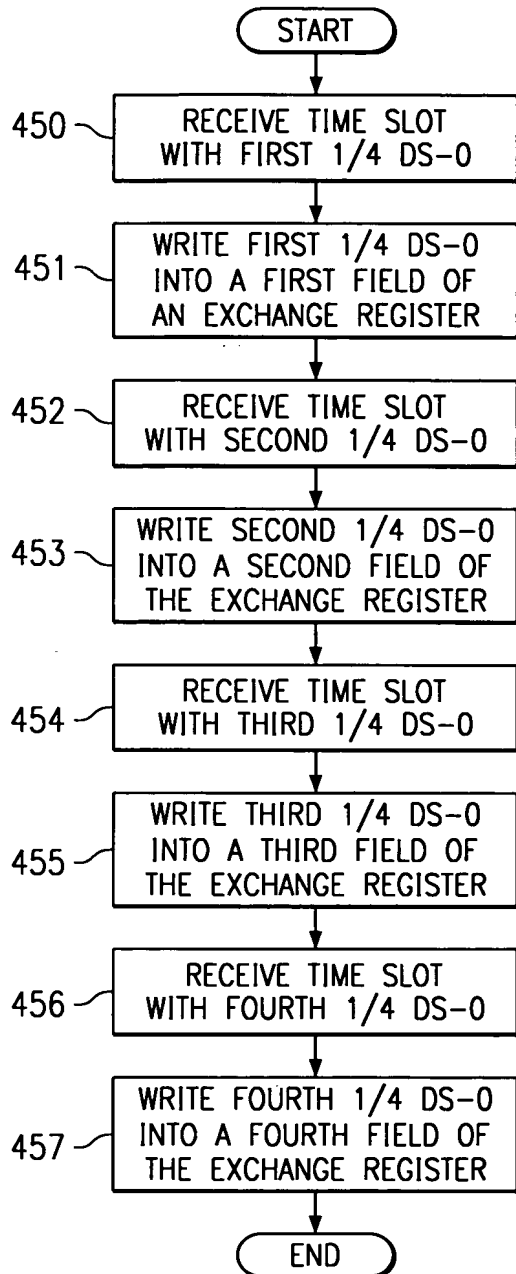 START
450
RECEIVE TIME SLOT
WITH FIRST 1/4 DS-0
451
WRITE FIRST 1/4 DS-0
INTO A FIRST FIELD OF
AN EXCHANGE REGISTER
452
RECEIVE TIME SLOT
WITH SECOND 1/4 DS-0
453
WRITE SECOND 1/4 DS-0
INTO A SECOND FIELD OF
THE EXCHANGE REGISTER
454
RECEIVE TIME SLOT
WITH THIRD 1/4 DS-0
455
WRITE THIRD 1/4 DS-0
INTO A THIRD FIELD OF
THE EXCHANGE REGISTER
456
RECEIVE TIME SLOT
WITH FOURTH 1/4 DS-0
457
WRITE FOURTH 1/4 DS-0
INTO A FOURTH FIELD OF
THE EXCHANGE REGISTER
END